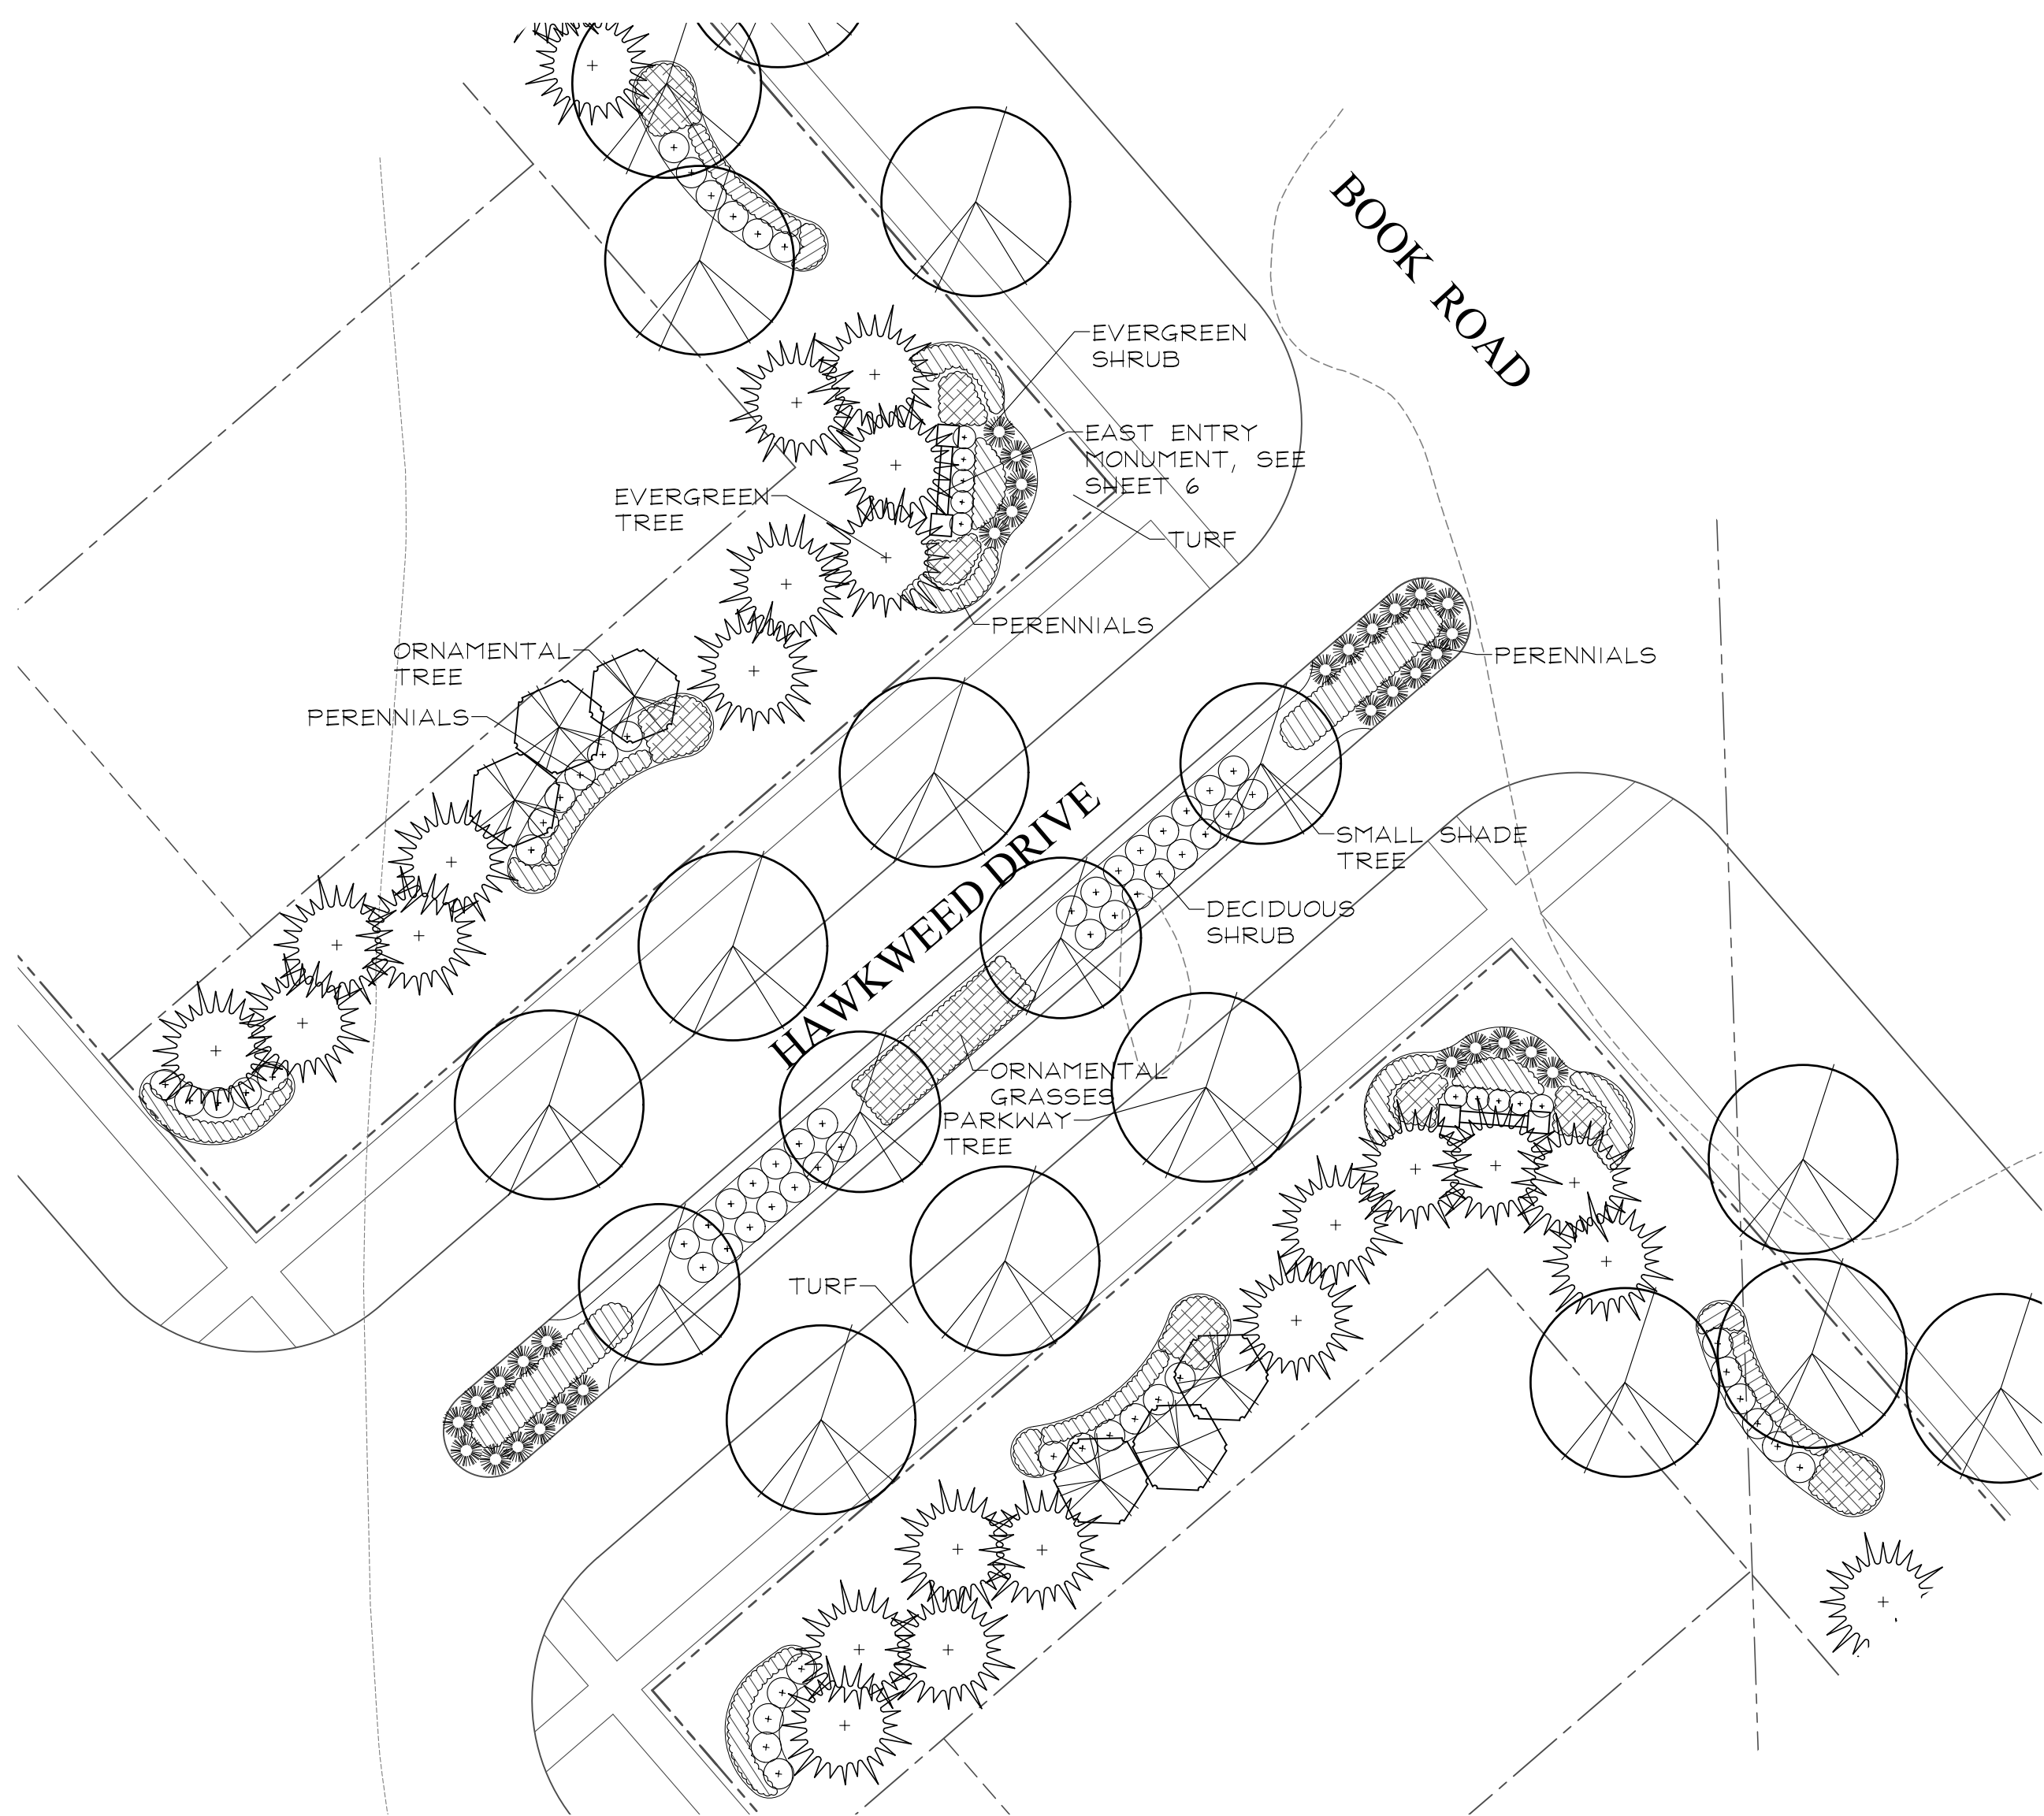 BOOK ROAD
EVERGREEN
SHRUB
EAST ENTRY
MONUMENT, SEE
SHEET 6
EVERGREEN
TREE
TURF
PERENNIALS
ORNAMENTAL
TREE
PERENNIALS
PERENNIALS
SMALL SHADE
TREE
HAWKWEED DRIVE
DECIDUOUS
SHRUB
ORNAMENTAL
GRASSES
PARKWAY
TREE
TURF